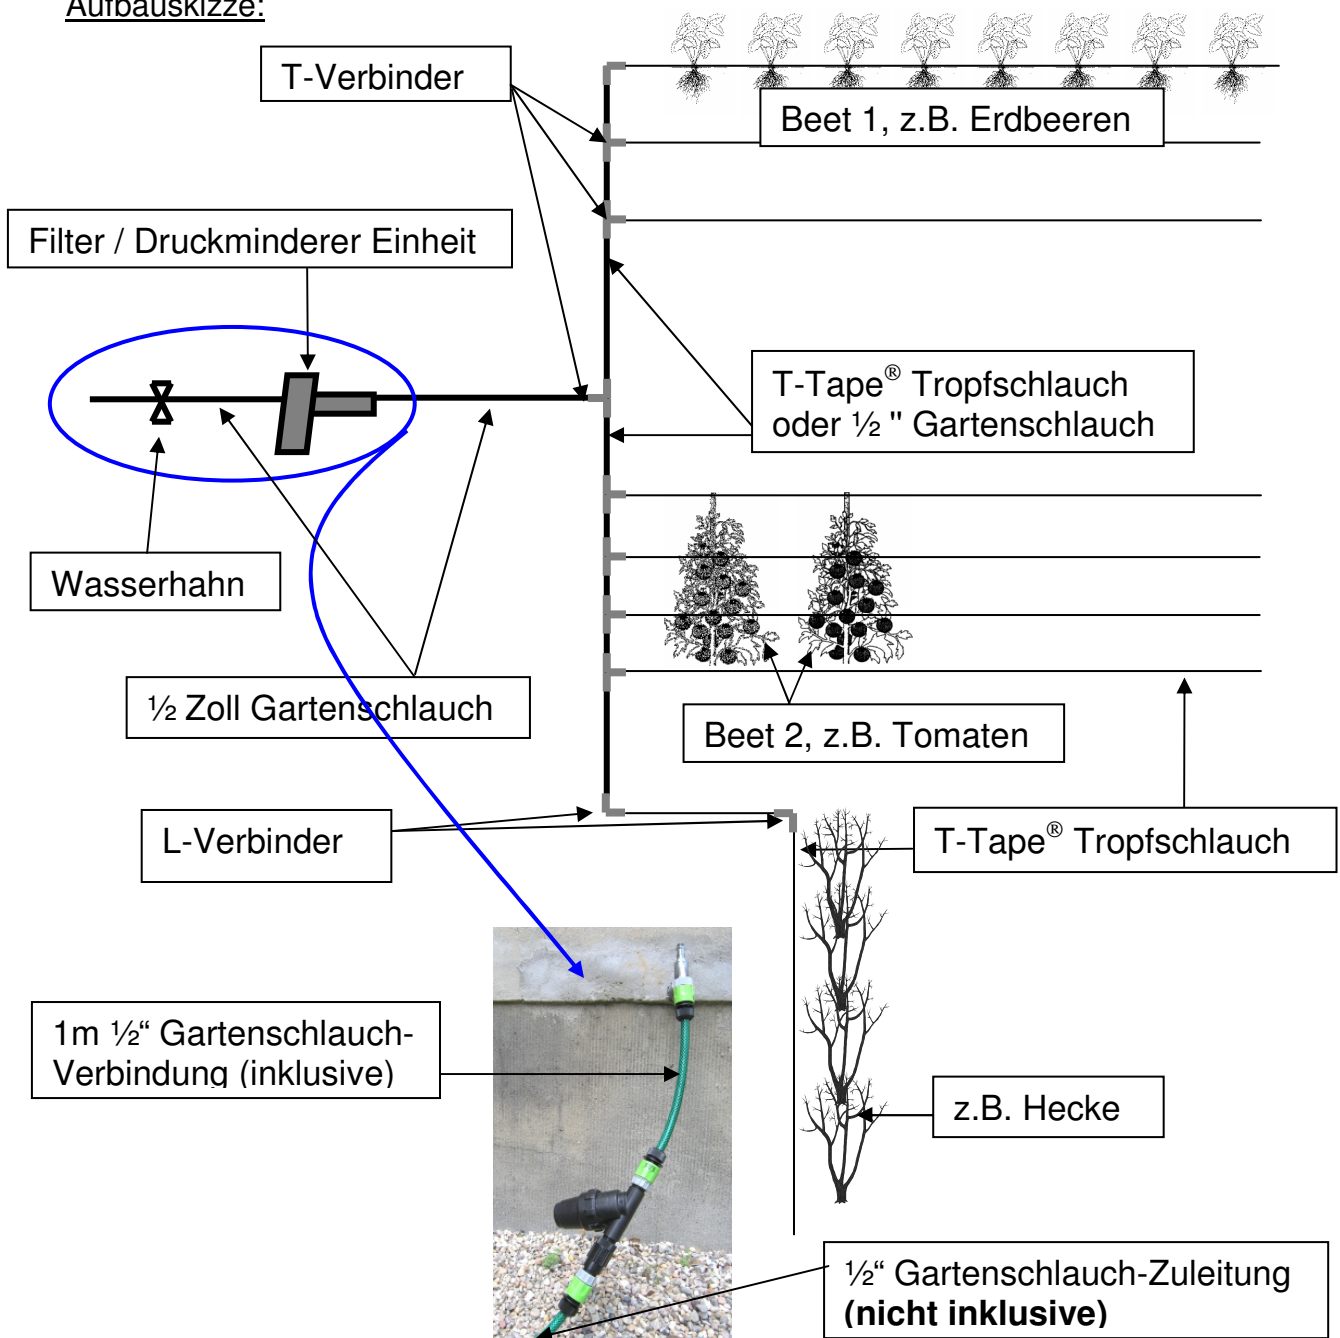 Aufbauskizze:
T-Verbinder
Beet 1, z.B. Erdbeeren
Filter / Druckminderer Einheit
T-Tape® Tropfschlauch
oder ½ " Gartenschlauch
Wasserhahn
½ Zoll Gartenschlauch
Beet 2, z.B. Tomaten
L-Verbinder
T-Tape® Tropfschlauch
1m ½“ Gartenschlauch-
Verbindung (inklusive)
z.B. Hecke
½“ Gartenschlauch-Zuleitung
(nicht inklusive)